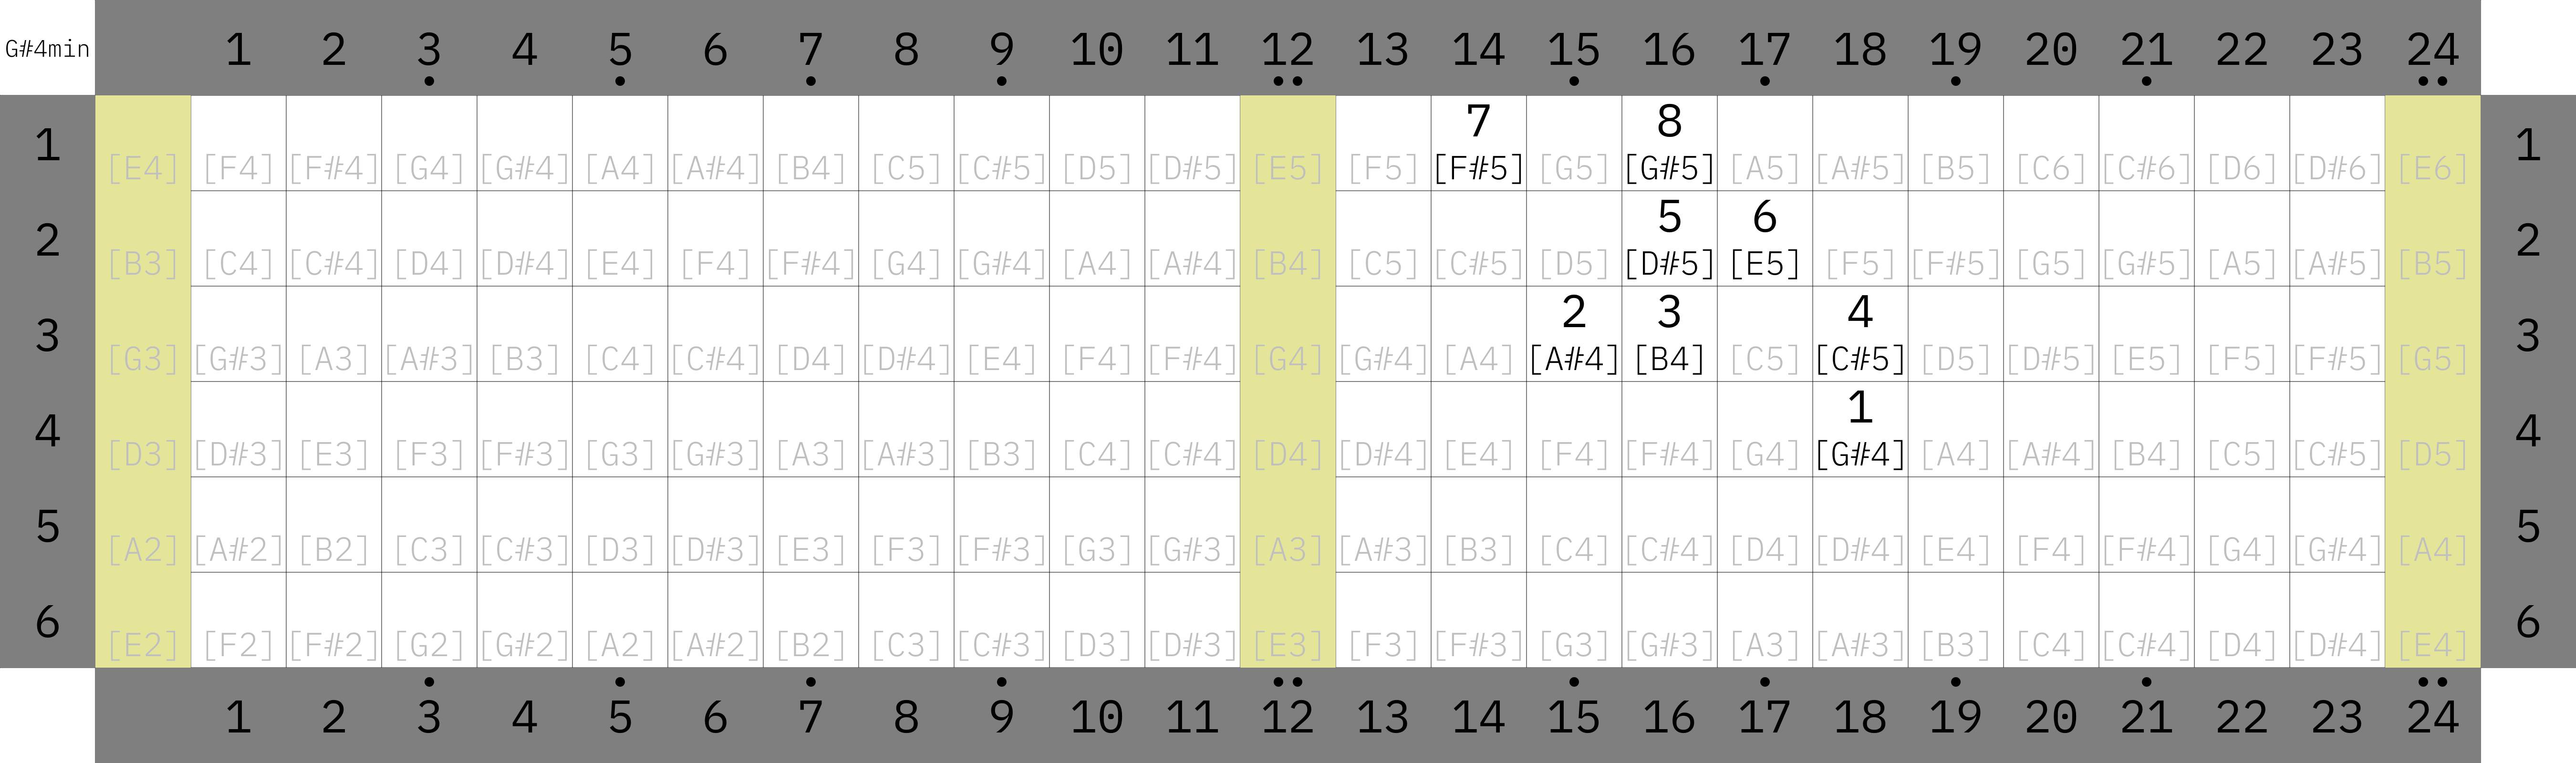 G#4min 1 2 3 4 5 6 7 8 9 10 11 12 13 14 15 16 17 18 19 20 21 22 23 24
7 8
1 [E4] [F4] [F#4] [G4] [G#4] [A4] [A#4] [B4] [C5] [C#5] [D5] [D#5] [E5] [F5] [F#5] [G5] [G#5] [A5] [A#5] [B5] [C6] [C#6] [D6] [D#6] [E6] 1
5 6
2 [B3] [C4] [C#4] [D4] [D#4] [E4] [F4] [F#4] [G4] [G#4] [A4] [A#4] [B4] [C5] [C#5] [D5] [D#5] [E5] [F5] [F#5] [G5] [G#5] [A5] [A#5] [B5] 2
2 3 4
3 [G3] [G#3] [A3] [A#3] [B3] [C4] [C#4] [D4] [D#4] [E4] [F4] [F#4] [G4] [G#4] [A4] [A#4] [B4] [C5] [C#5] [D5] [D#5] [E5] [F5] [F#5] [G5] 3
1
4 [D3] [D#3] [E3] [F3] [F#3] [G3] [G#3] [A3] [A#3] [B3] [C4] [C#4] [D4] [D#4] [E4] [F4] [F#4] [G4] [G#4] [A4] [A#4] [B4] [C5] [C#5] [D5] 4
5 [A2] [A#2] [B2] [C3] [C#3] [D3] [D#3] [E3] [F3] [F#3] [G3] [G#3] [A3] [A#3] [B3] [C4] [C#4] [D4] [D#4] [E4] [F4] [F#4] [G4] [G#4] [A4] 5
6 [E2] [F2] [F#2] [G2] [G#2] [A2] [A#2] [B2] [C3] [C#3] [D3] [D#3] [E3] [F3] [F#3] [G3] [G#3] [A3] [A#3] [B3] [C4] [C#4] [D4] [D#4] [E4] 6
1 2 3 4 5 6 7 8 9 10 11 12 13 14 15 16 17 18 19 20 21 22 23 24